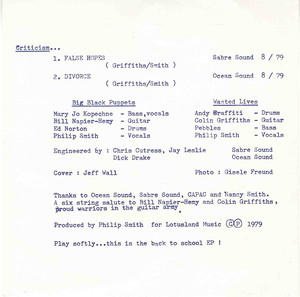 Criticism...
1. FALSE HOPES Sabre Sound 8 / 79
( Griffiths/Smith )
2. DIVORCE Ocean Sound 8 / 79
( Griffiths/Smith )
Big Black Puppets Wanted Lives
Mary Jo Kopechne - Bass,vocals Andy Graffiti - Drums
Bill Napier-Hemy - Guitar Colin Griffiths - Guitar
Ed Norton - Drums Pebbles - Bass
Philip Smith - Vocals Philip Smith - Vocals
Engineered by : Chris Cutress, Jay Leslie Sabre Sound
Dick Drake Ocean Sound
Cover : Jeff Wall Photo : Gisele Freund
Thanks to Ocean Sound, Sabre Sound, CAPAC and Nancy Smith.
A six string salute to Bill Napier-Hemy and Colin Griffiths,
proud warriors in the guitar army
Produced by Philip Smith for Lotusland Music ⓒⓟ 1979
Play softly...this is the back to school EP !